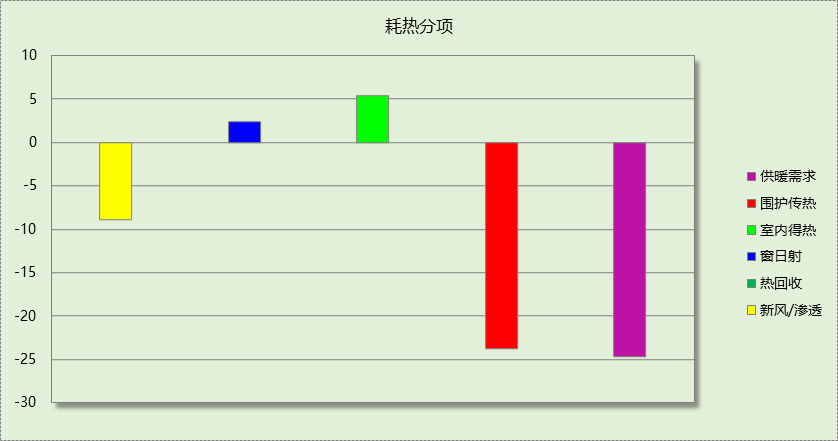 耗热分项
10
5
0
-5
-10
-15
-20
-25
-30
供暖需求
围护传热
室内得热
窗日射
热回收
新风/渗透